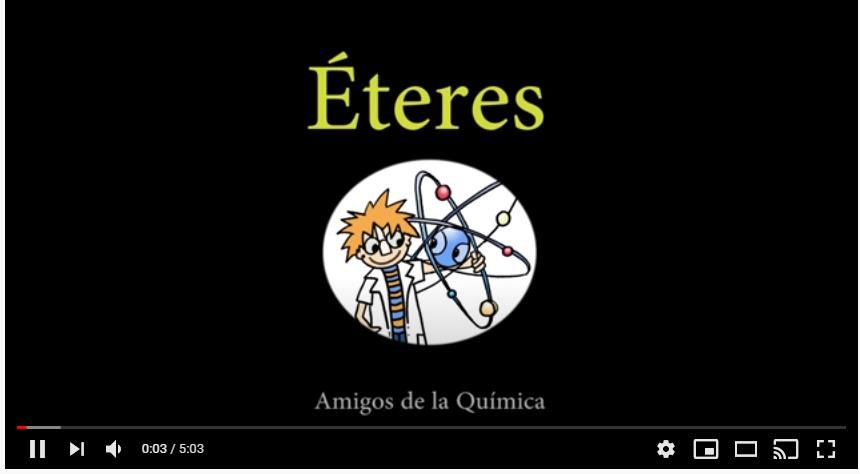 Éteres
Amigos de la Química
0:03 / 5:03